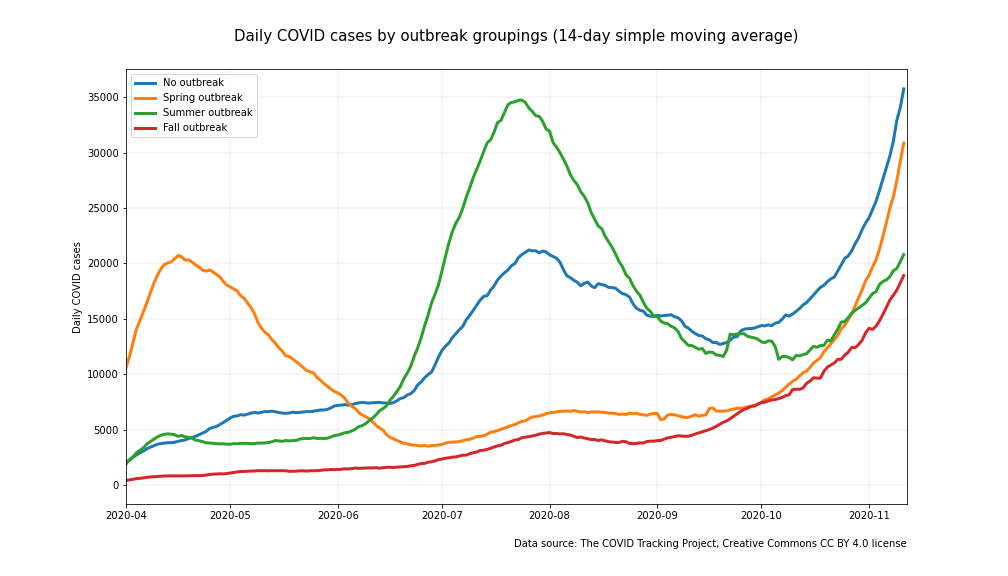 Daily COVID cases by outbreak groupings (14-day simple moving average)
No outbreak
Spring outbreak
Summer outbreak
Fall outbreak
Daily COVID cases
35000
30000
25000
20000
15000
10000
5000
0
2020-04 2020-05 2020-06 2020-07 2020-08 2020-09 2020-10 2020-11
Data source: The COVID Tracking Project, Creative Commons CC BY 4.0 license